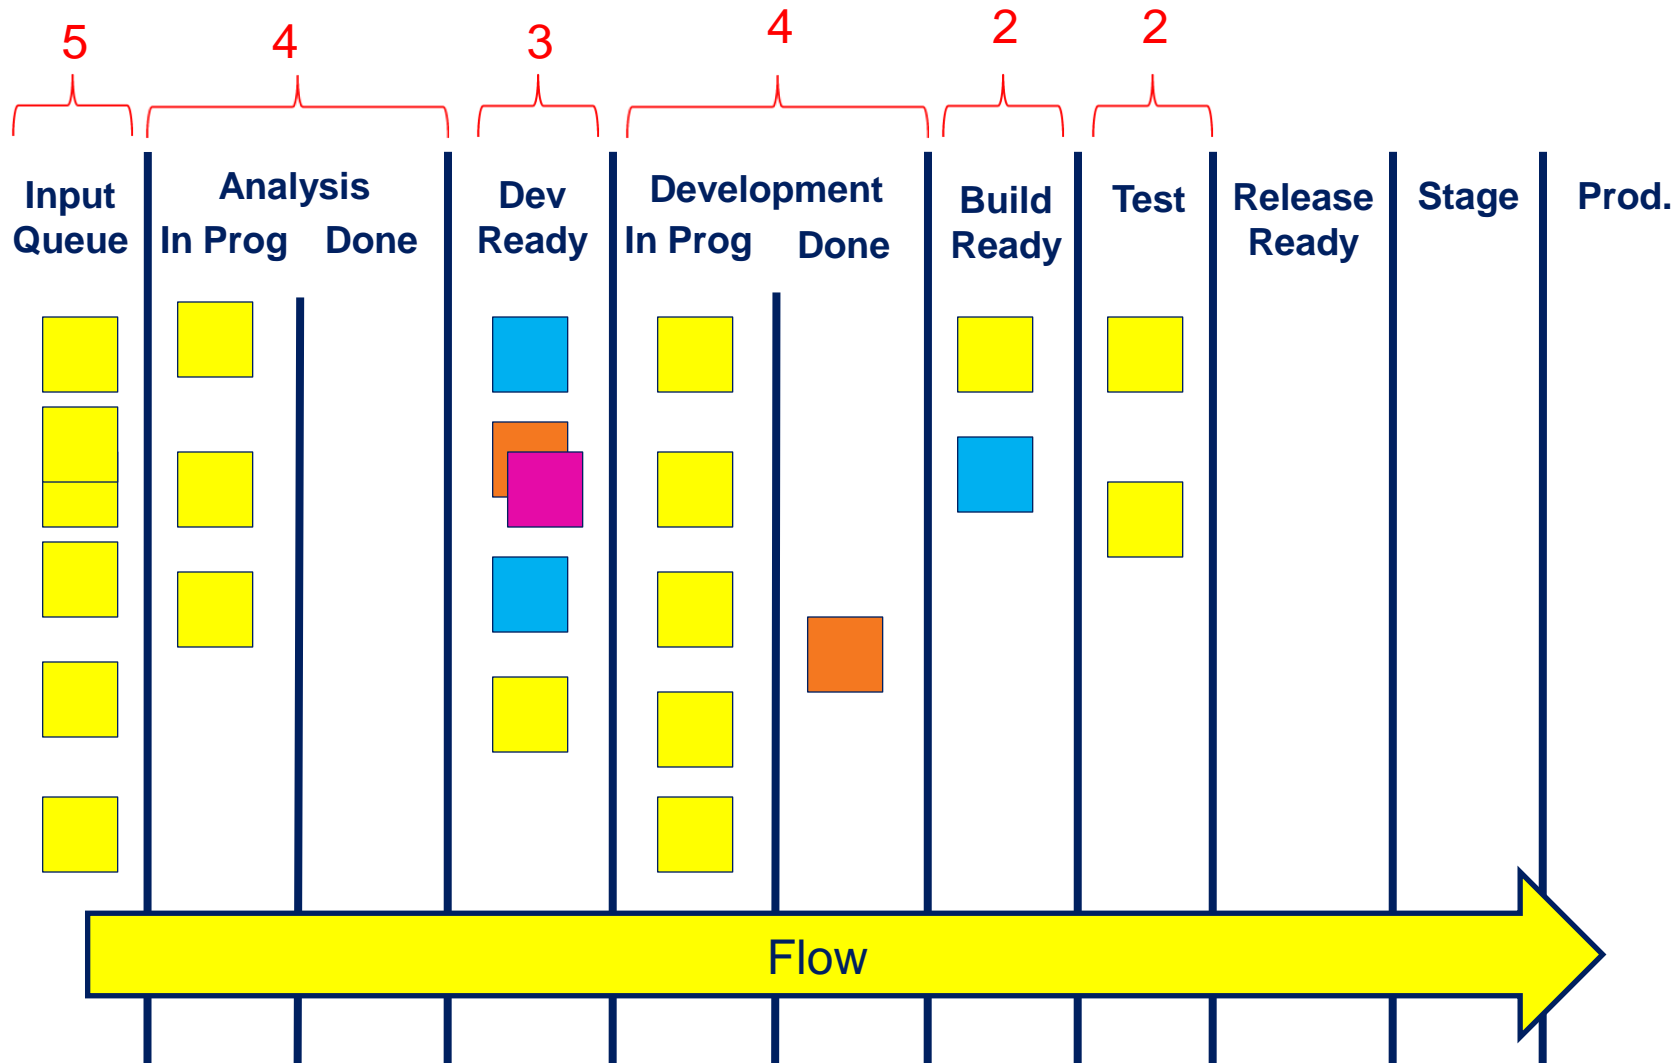 5 4 3 4 2 2
Input
Queue
Analysis
In Prog Done
Dev
Ready
Development
In Prog Done
Build
Ready
Test
Release
Ready
Stage
Prod.
Flow